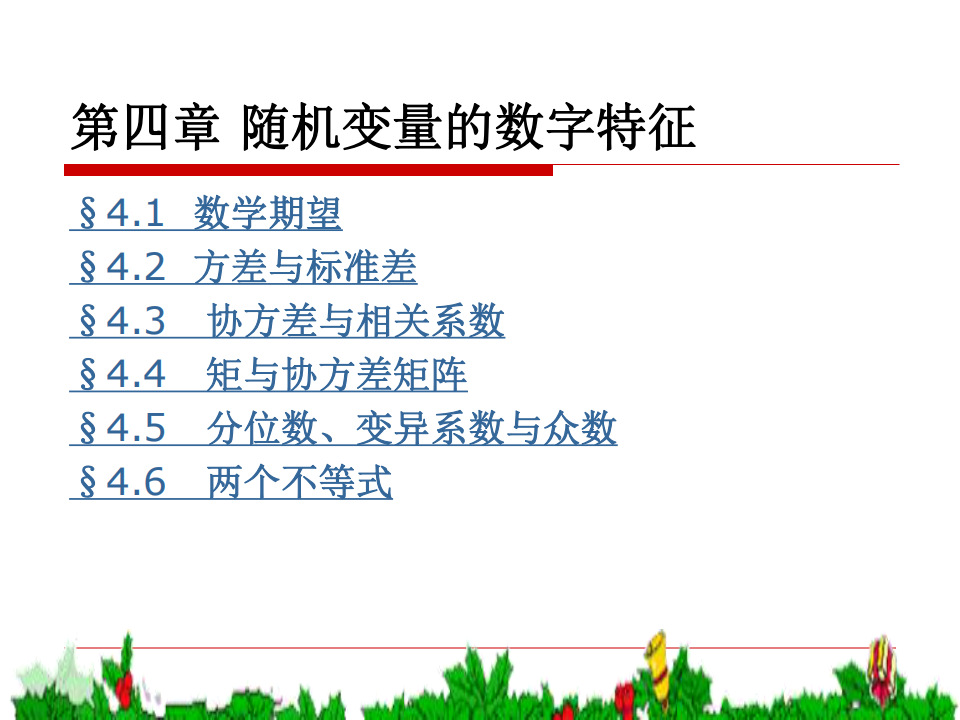 第四章 随机变量的数字特征
§4.1 数学期望
§4.2 方差与标准差
§4.3 协方差与相关系数
§4.4 矩与协方差矩阵
§4.5 分位数、变异系数与众数
§4.6 两个不等式